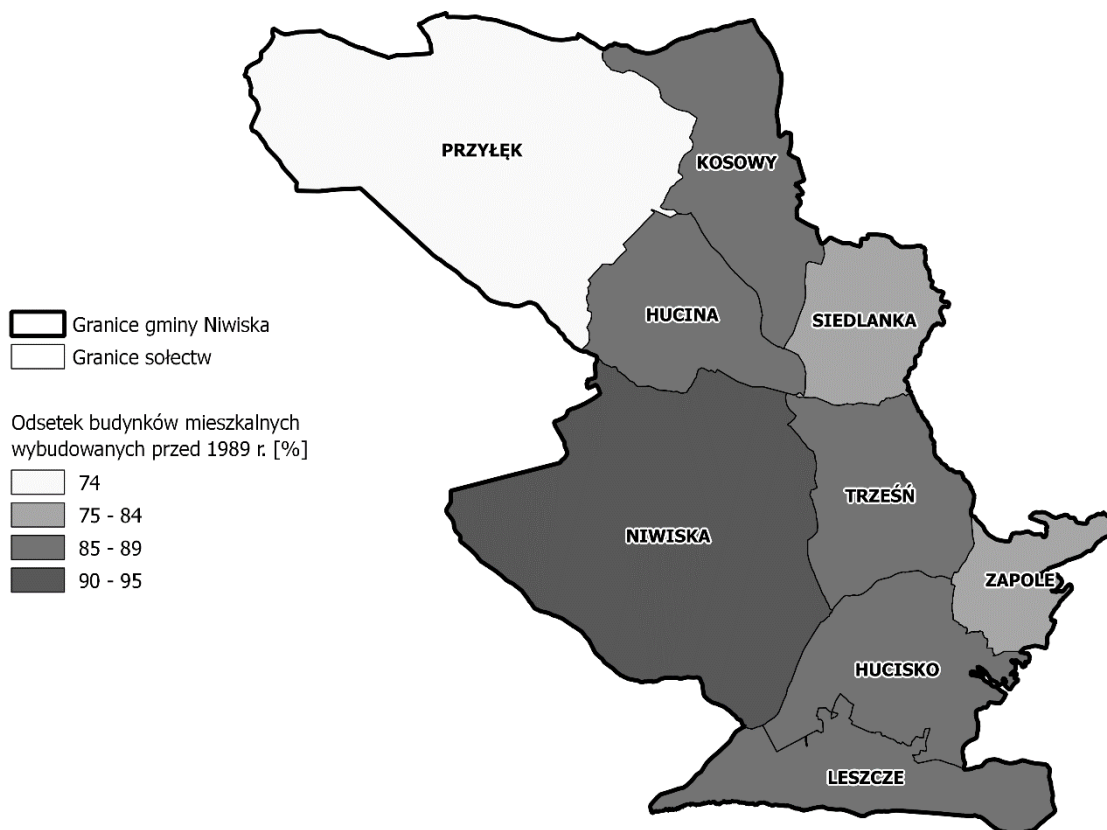 PRZYŁĘK
KOSOWY
HUCINA
SIEDLANKA
Granice gminy Niwiska
Granice sołectw
Odsetek budynków mieszkalnych
wybudowanych przed 1989 r. [%]
74
75 - 84
85 - 89
90 - 95
TRZEŚŃ
NIWISKA
ZAPOLE
HUCISKO
LESZCZE